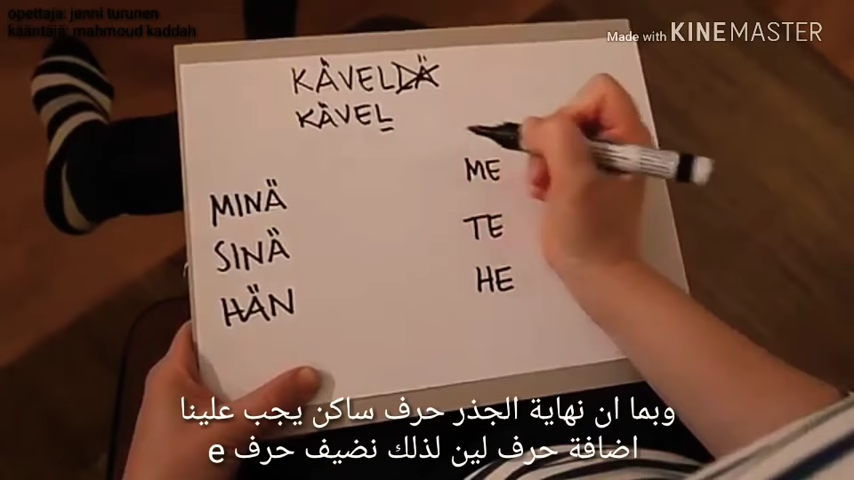 opettaja: jenni turunen
kääntäjä: mahmoud kaddah
Made with KINEMASTER
KÄVELLÄ
KÄVEL
MINÄ
SINÄ
HÄN
ME
TE
HE
وبما ان نهاية الجذر حرف ساكن يجب علينا
اضافة حرف لين لذلك نضيف حرف e